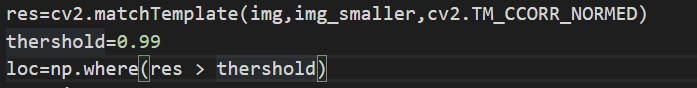 res=cv2.matchTemplate(img,img_smaller,cv2.TM_CCORR_NORMED)
thershold=0.99
loc=np.where(res > thershold)